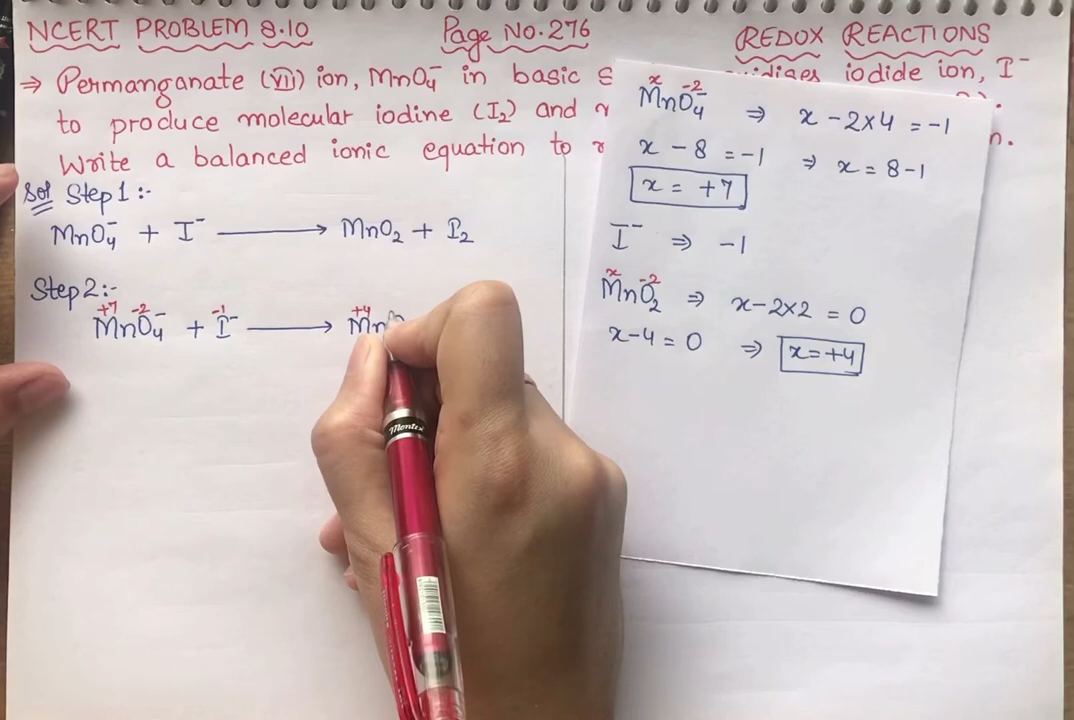 NCERT PROBLEM 8.10 Page No. 276 REDOX REACTIONS
⇒ Permanganate (VII) ion, MnO₄⁻ in basic iodide ion, I⁻
to produce molecular iodine (I₂) and
Write a balanced ionic equation to
Sol Step 1:-
MnO₄⁻ + I⁻ ⟶ MnO₂ + I₂
Step 2:-
+7 -2 -1 +4
MnO₄⁻ + I⁻ ⟶ Mn
x -2
MnO₄⁻ ⇒ x - 2×4 = -1
x - 8 = -1 ⇒ x = 8-1
x = +7
I⁻ ⇒ -1
x -2
MnO₂ ⇒ x-2×2 = 0
x-4 = 0 ⇒ x=+4
Montex